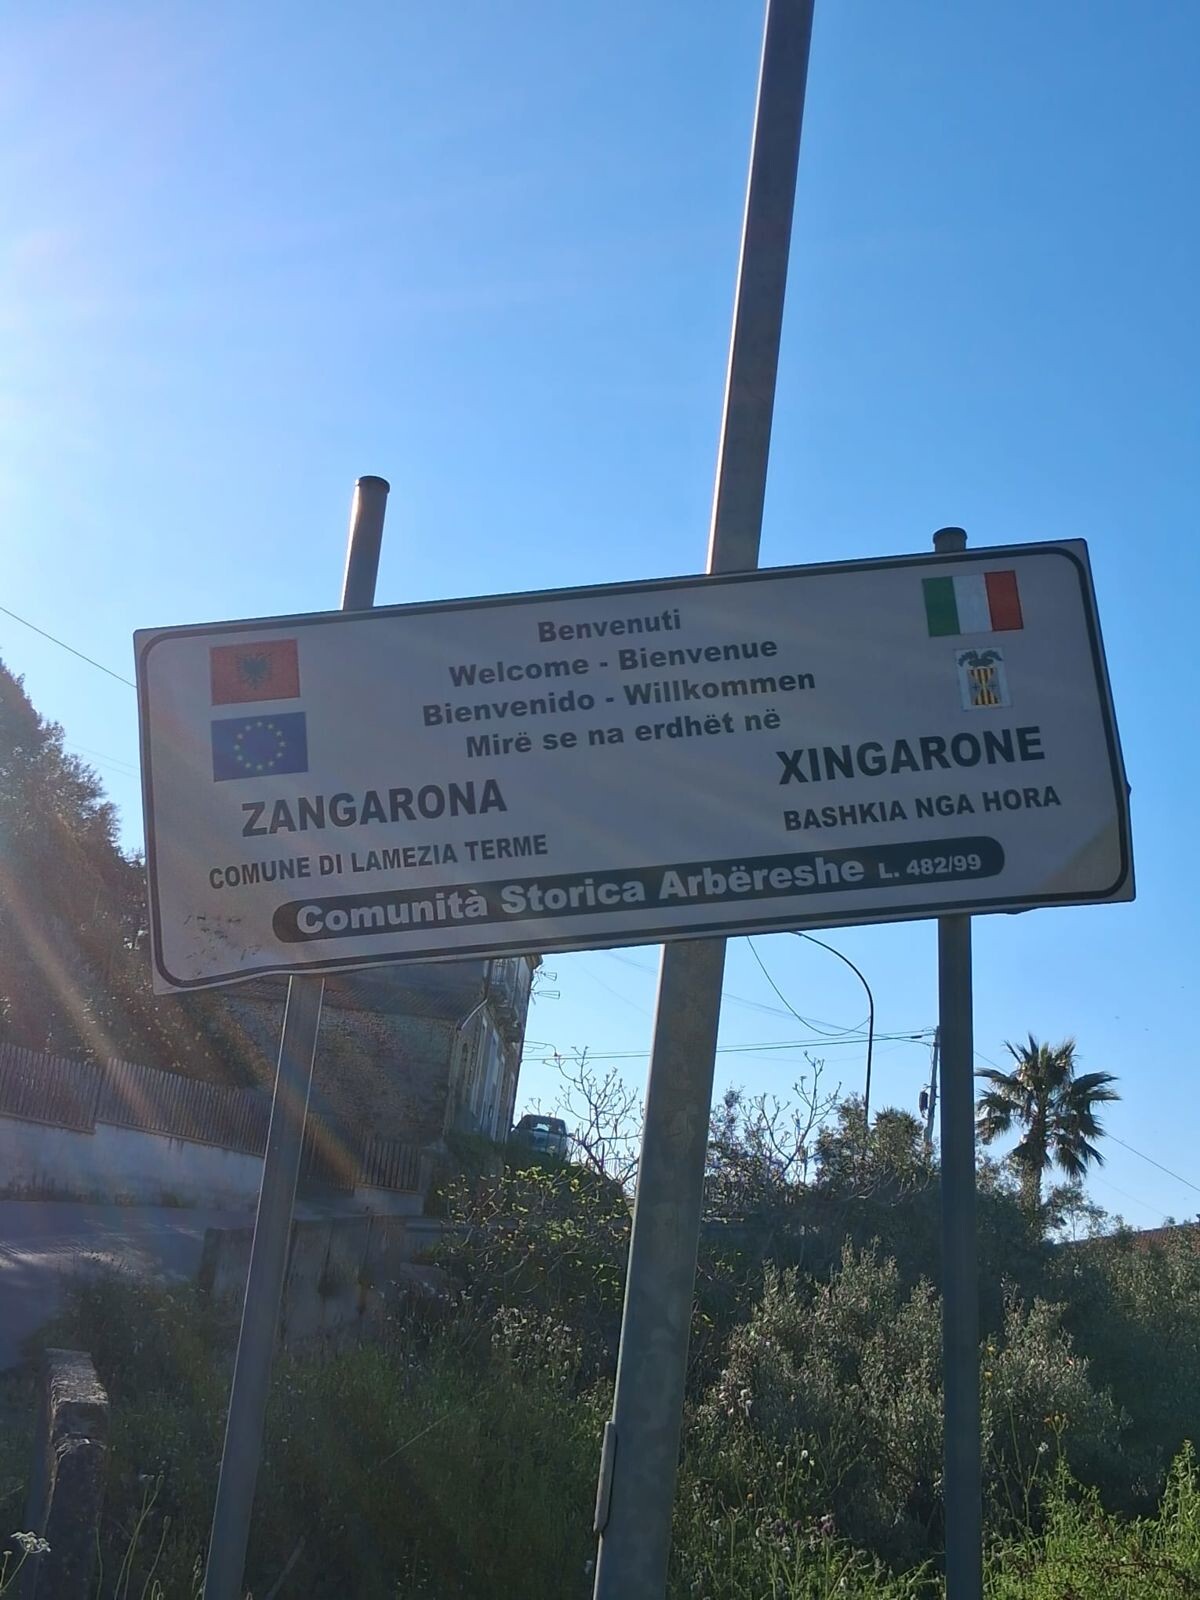 Benvenuti
Welcome - Bienvenue
Bienvenido - Willkommen
Mirë se na erdhët në
ZANGARONA
COMUNE DI LAMEZIA TERME
XINGARONE
BASHKIA NGA HORA
Comunità Storica Arbëreshe L. 482/99